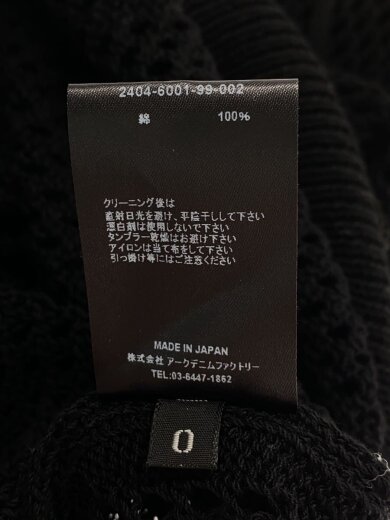 2404-6001-99-002
綿 100%
クリーニング後は
直射日光を避け、平陰干しして下さい
漂白剤は使用しないで下さい
タンブラー乾燥はお避け下さい
アイロンは当て布をして下さい
引っ掛け等にはご注意ください
MADE IN JAPAN
株式会社 アークデニムファクトリー
TEL:03-6447-1862
0